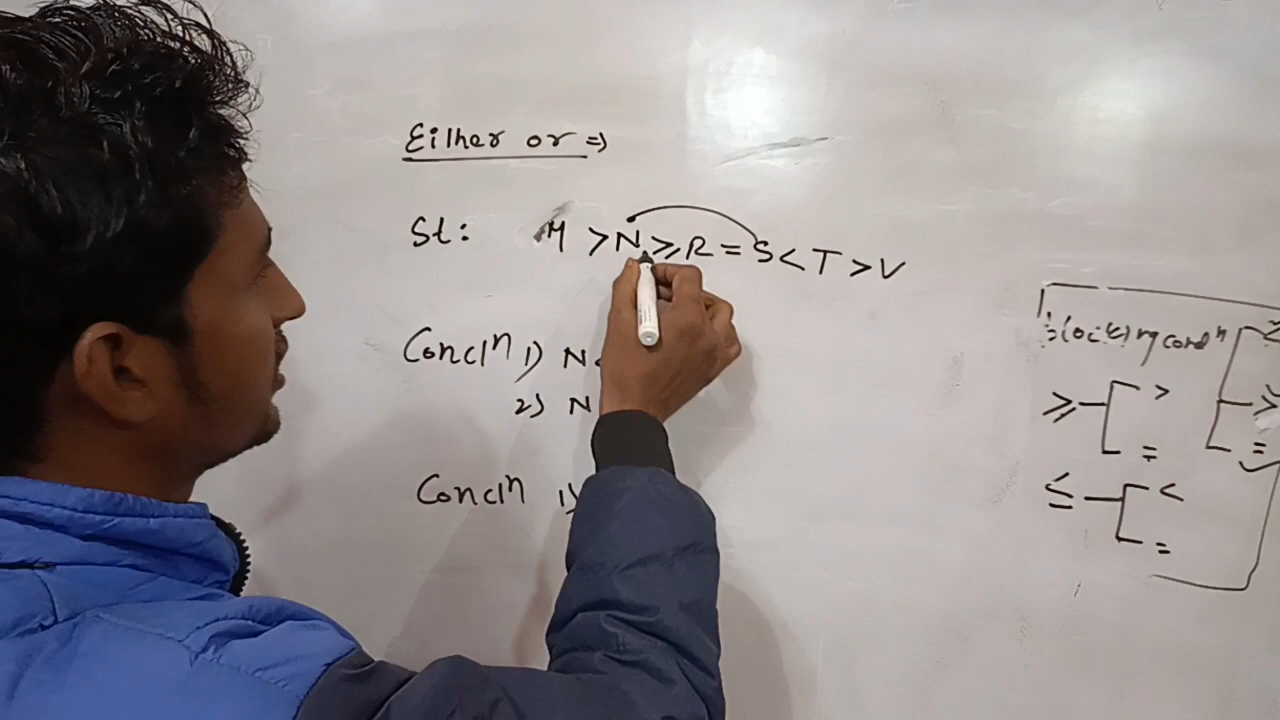 Either or ⇒
St: M > N ≥ R = S < T > V
Concln 1) N
2) N
Concln 1)
blocking condn
≥ >
=
≤ <
=
≥
=